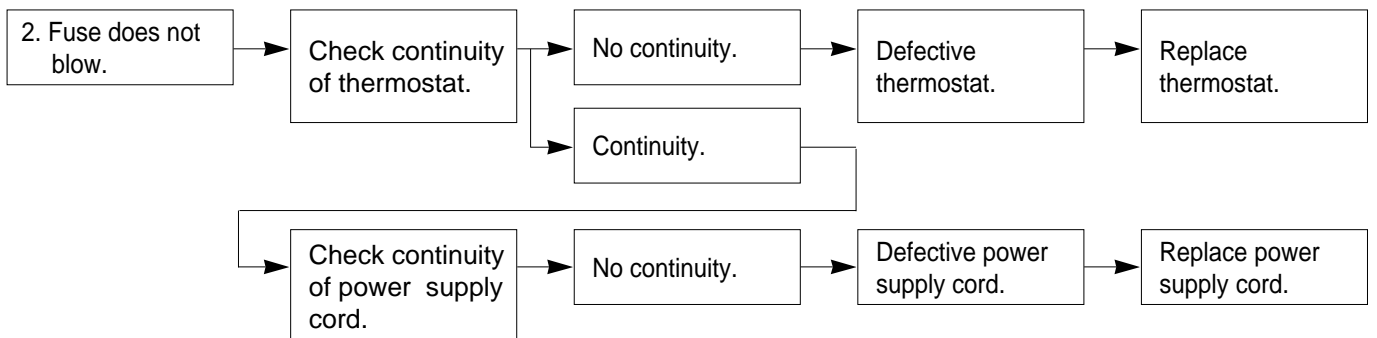 2. Fuse does not
blow.
Check continuity
of thermostat.
No continuity.
Defective
thermostat.
Replace
thermostat.
Continuity.
Check continuity
of power supply
cord.
No continuity.
Defective power
supply cord.
Replace power
supply cord.